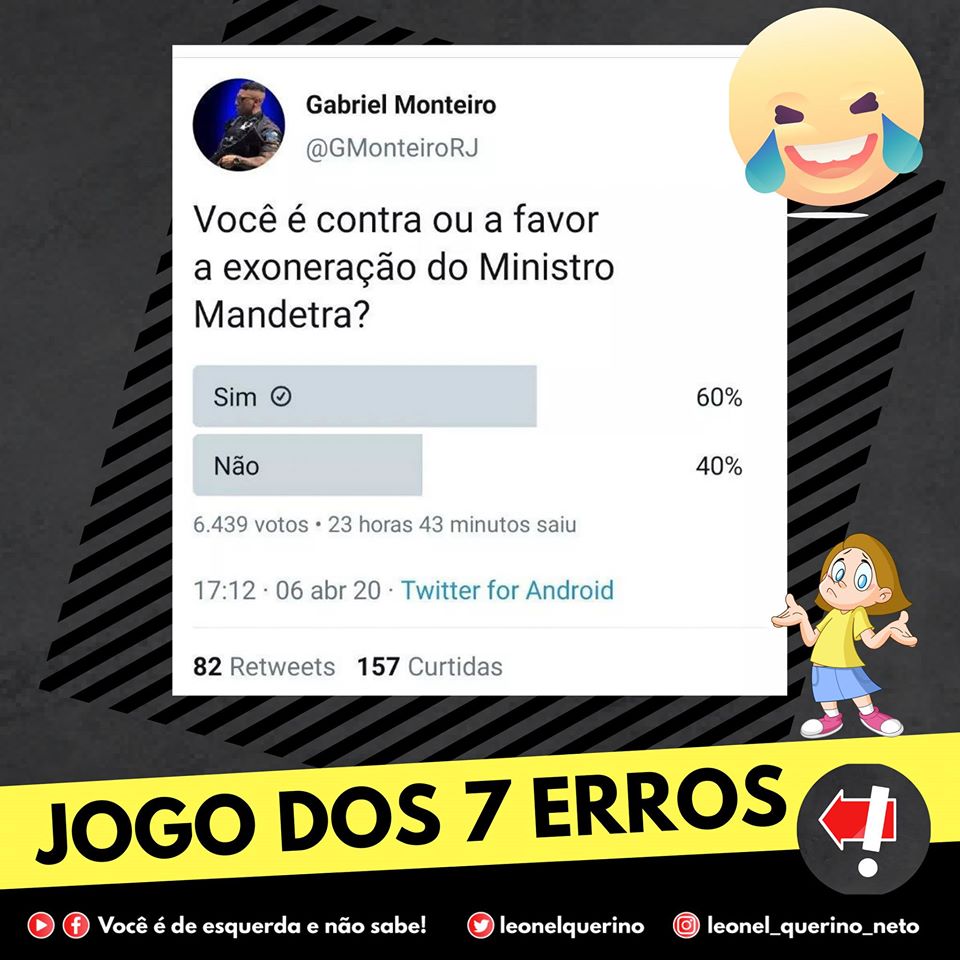 Gabriel Monteiro
@GMonteiroRJ
Você é contra ou a favor
a exoneração do Ministro
Mandetra?
Sim 60%
Não 40%
6.439 votos • 23 horas 43 minutos saiu
17:12 · 06 abr 20 · Twitter for Android
82 Retweets 157 Curtidas
JOGO DOS 7 ERROS
Você é de esquerda e não sabe! leonelquerino leonel_querino_neto